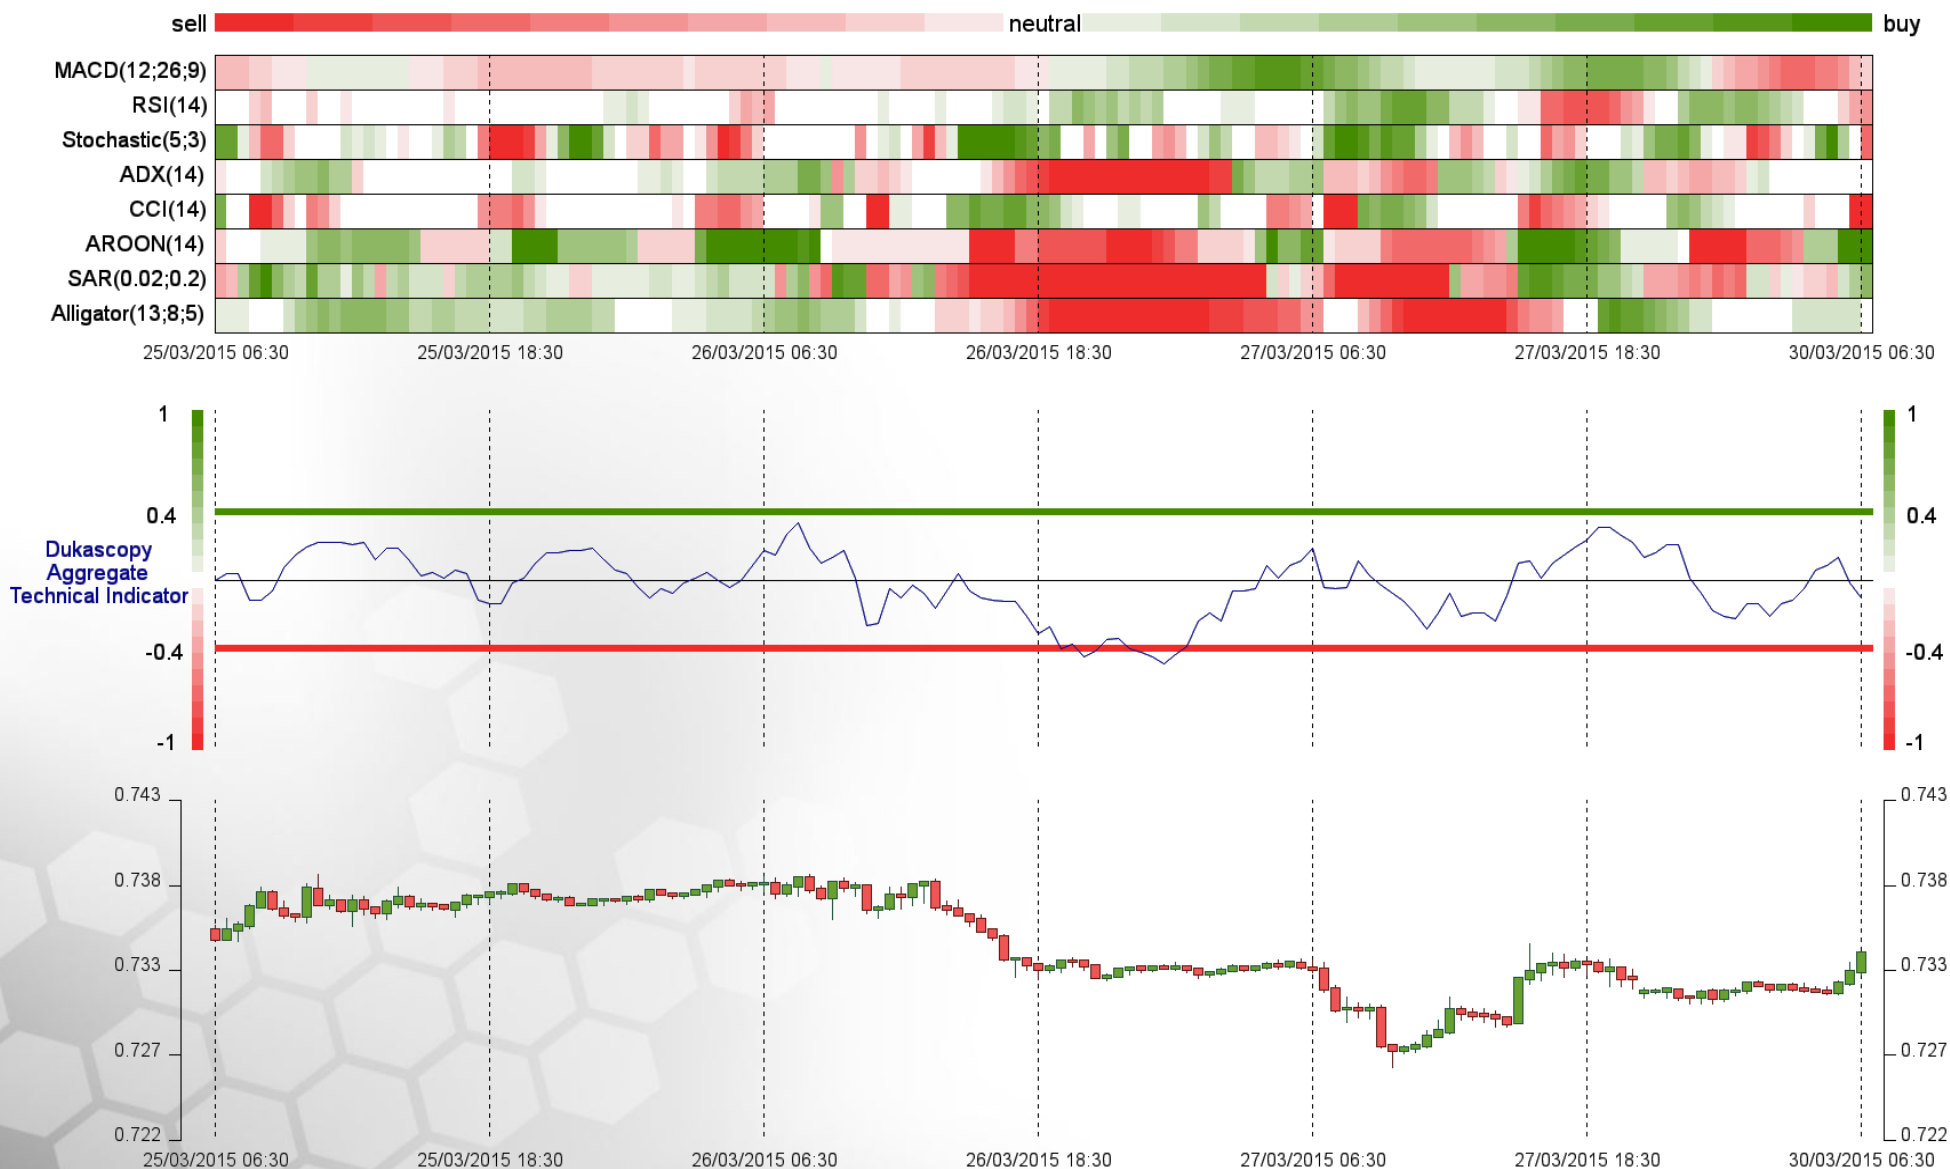 sell neutral buy
MACD(12;26;9)
RSI(14)
Stochastic(5;3)
ADX(14)
CCI(14)
AROON(14)
SAR(0.02;0.2)
Alligator(13;8;5)
25/03/2015 06:30 25/03/2015 18:30 26/03/2015 06:30 26/03/2015 18:30 27/03/2015 06:30 27/03/2015 18:30 30/03/2015 06:30
1 1
0.4 0.4
Dukascopy
Aggregate
Technical Indicator
-0.4 -0.4
-1 -1
0.743 0.743
0.738 0.738
0.733 0.733
0.727 0.727
0.722 0.722
25/03/2015 06:30 25/03/2015 18:30 26/03/2015 06:30 26/03/2015 18:30 27/03/2015 06:30 27/03/2015 18:30 30/03/2015 06:30